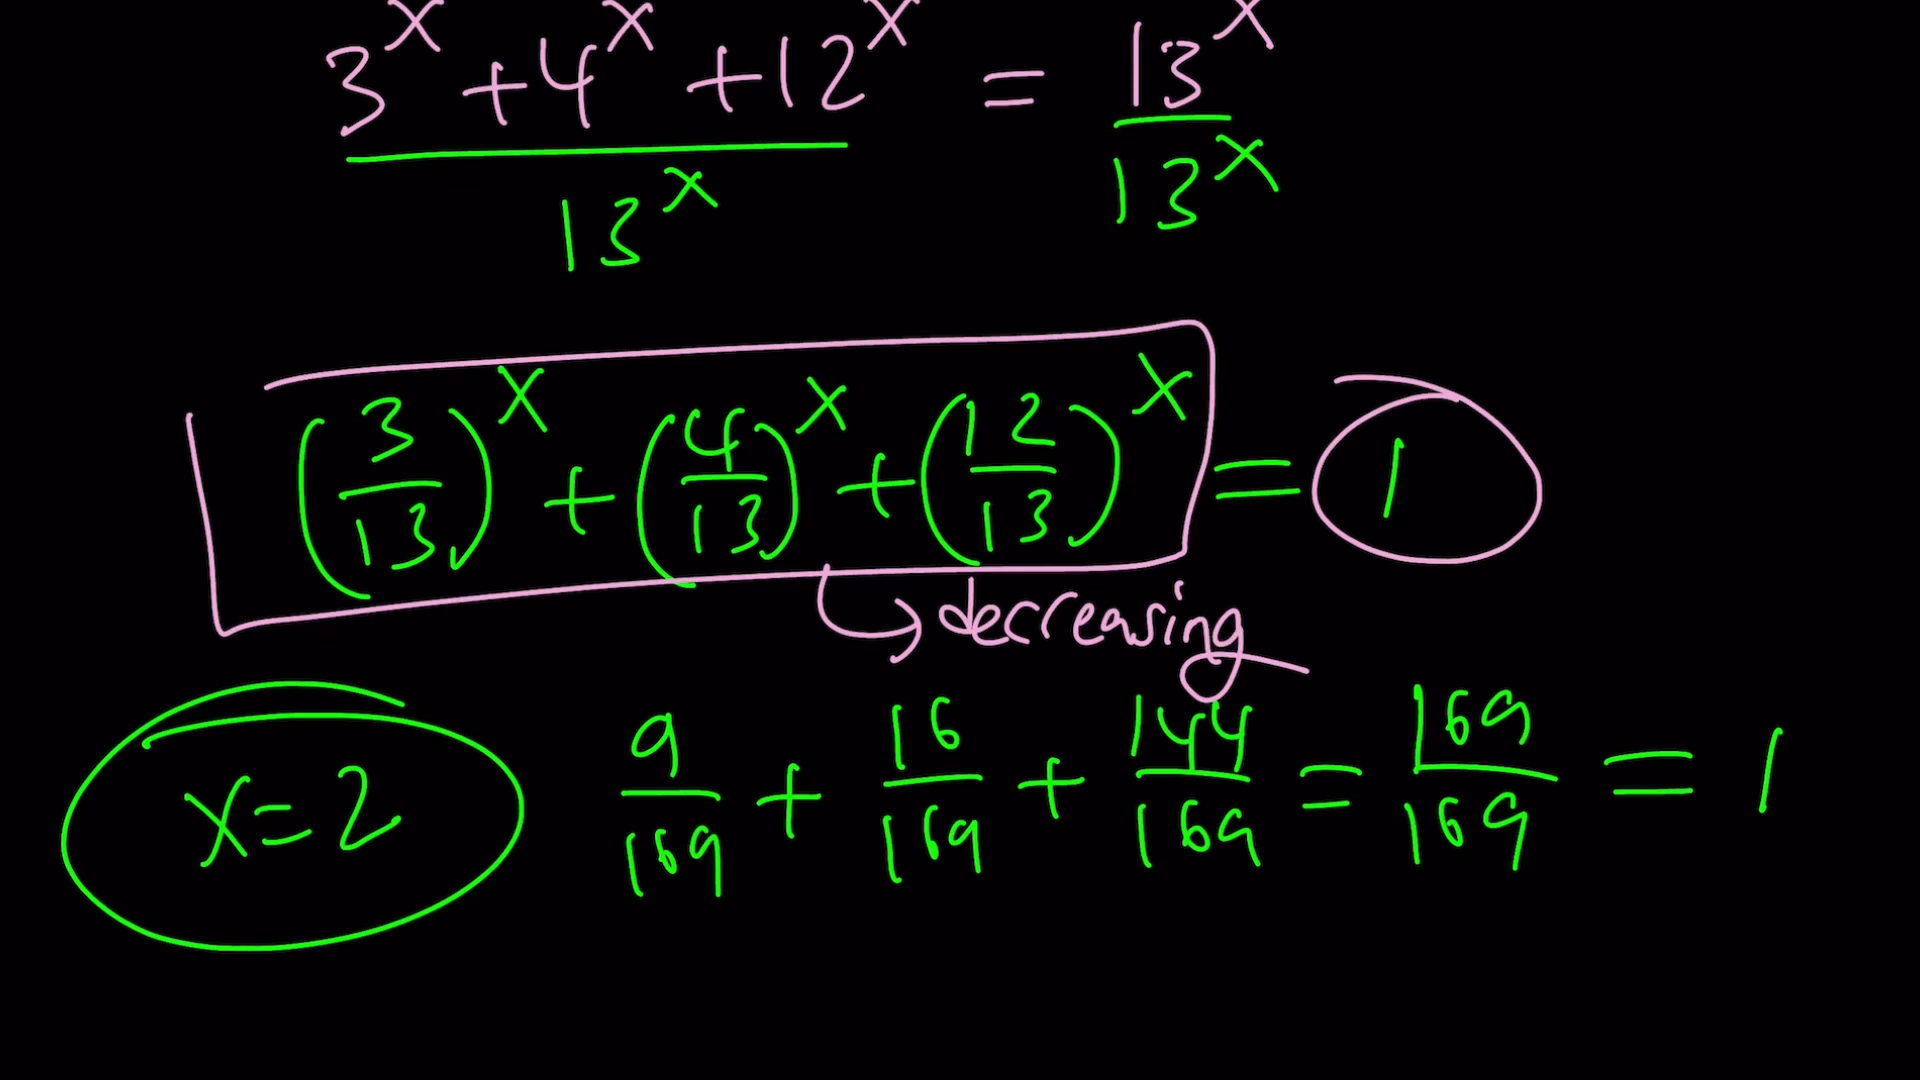 3^x + 4^x + 12^x / 13^x = 13^x / 13^x
(3/13)^x + (4/13)^x + (12/13)^x = 1
decreasing
x=2 9/169 + 16/169 + 144/169 = 169/169 = 1